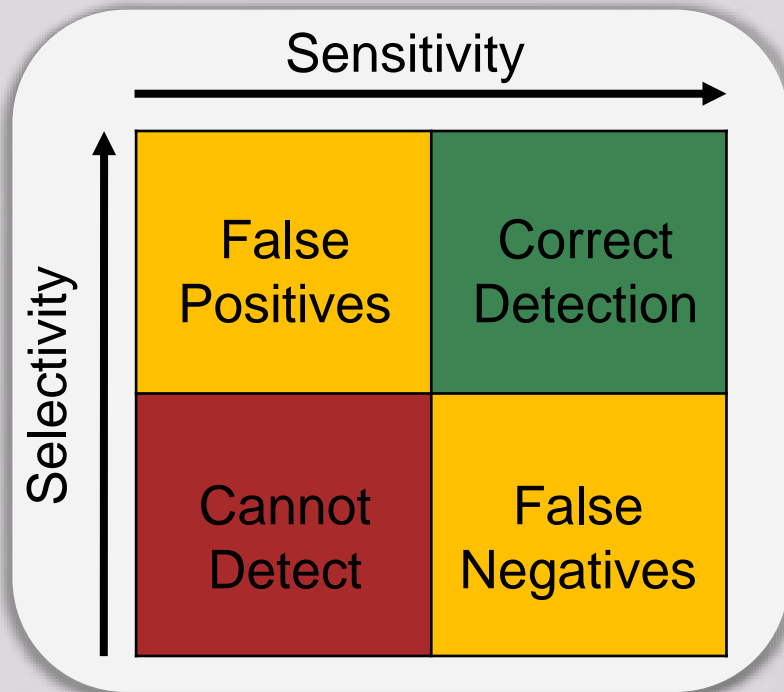 Sensitivity
Selectivity
False
Positives
Correct
Detection
Cannot
Detect
False
Negatives